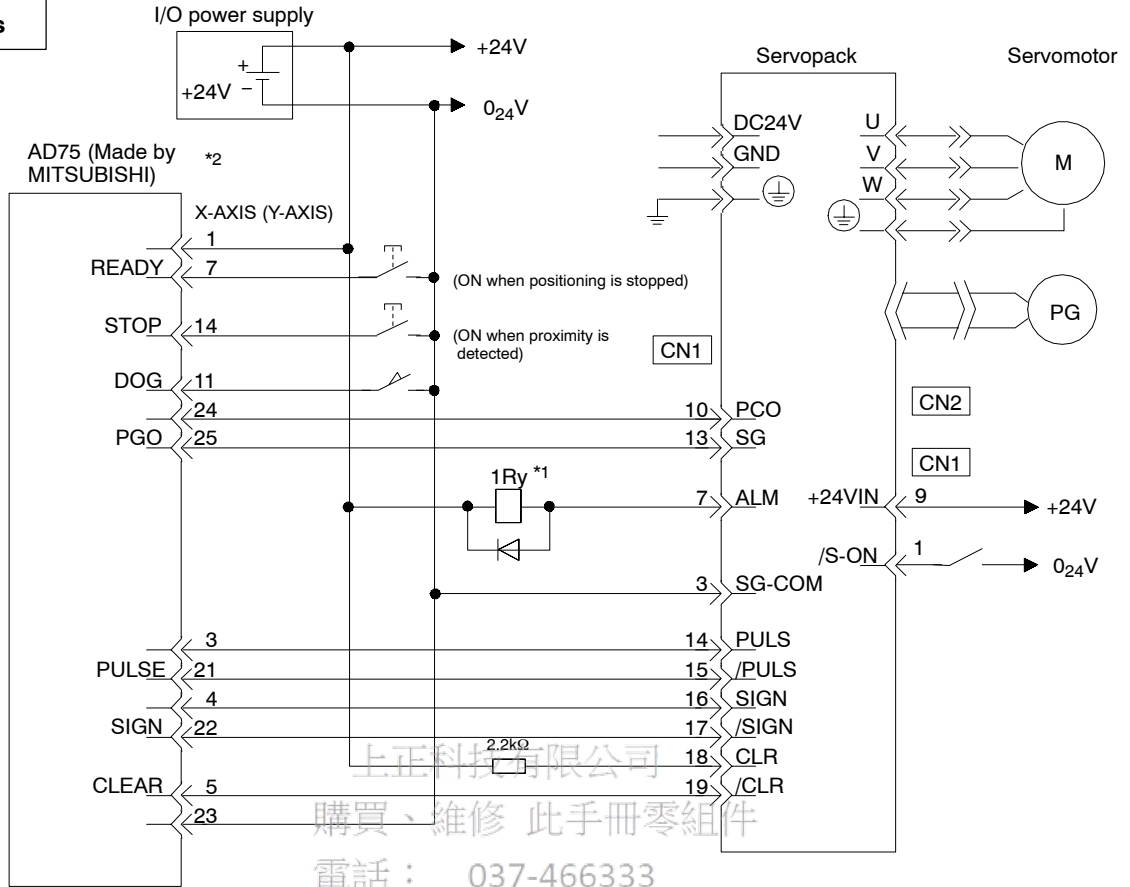 s
I/O power supply
+24V
+
+24V
−
0₂₄V
Servopack
Servomotor
AD75 (Made by
MITSUBISHI)
*2
DC24V
GND
U
V
W
M
X-AXIS (Y-AXIS)
1
READY
7
(ON when positioning is stopped)
STOP
14
(ON when proximity is
detected)
CN1
PG
DOG
11
24
10
PCO
CN2
PGO
25
13
SG
CN1
1Ry *1
7
ALM
+24VIN
9
+24V
/S-ON
1
0₂₄V
3
SG-COM
3
14
PULS
PULSE
21
15
/PULS
4
16
SIGN
SIGN
22
17
/SIGN
2.2kΩ
18
CLR
上正科技有限公司
CLEAR
5
19
/CLR
23
購買、維修 此手冊零組件
電話： 037-466333